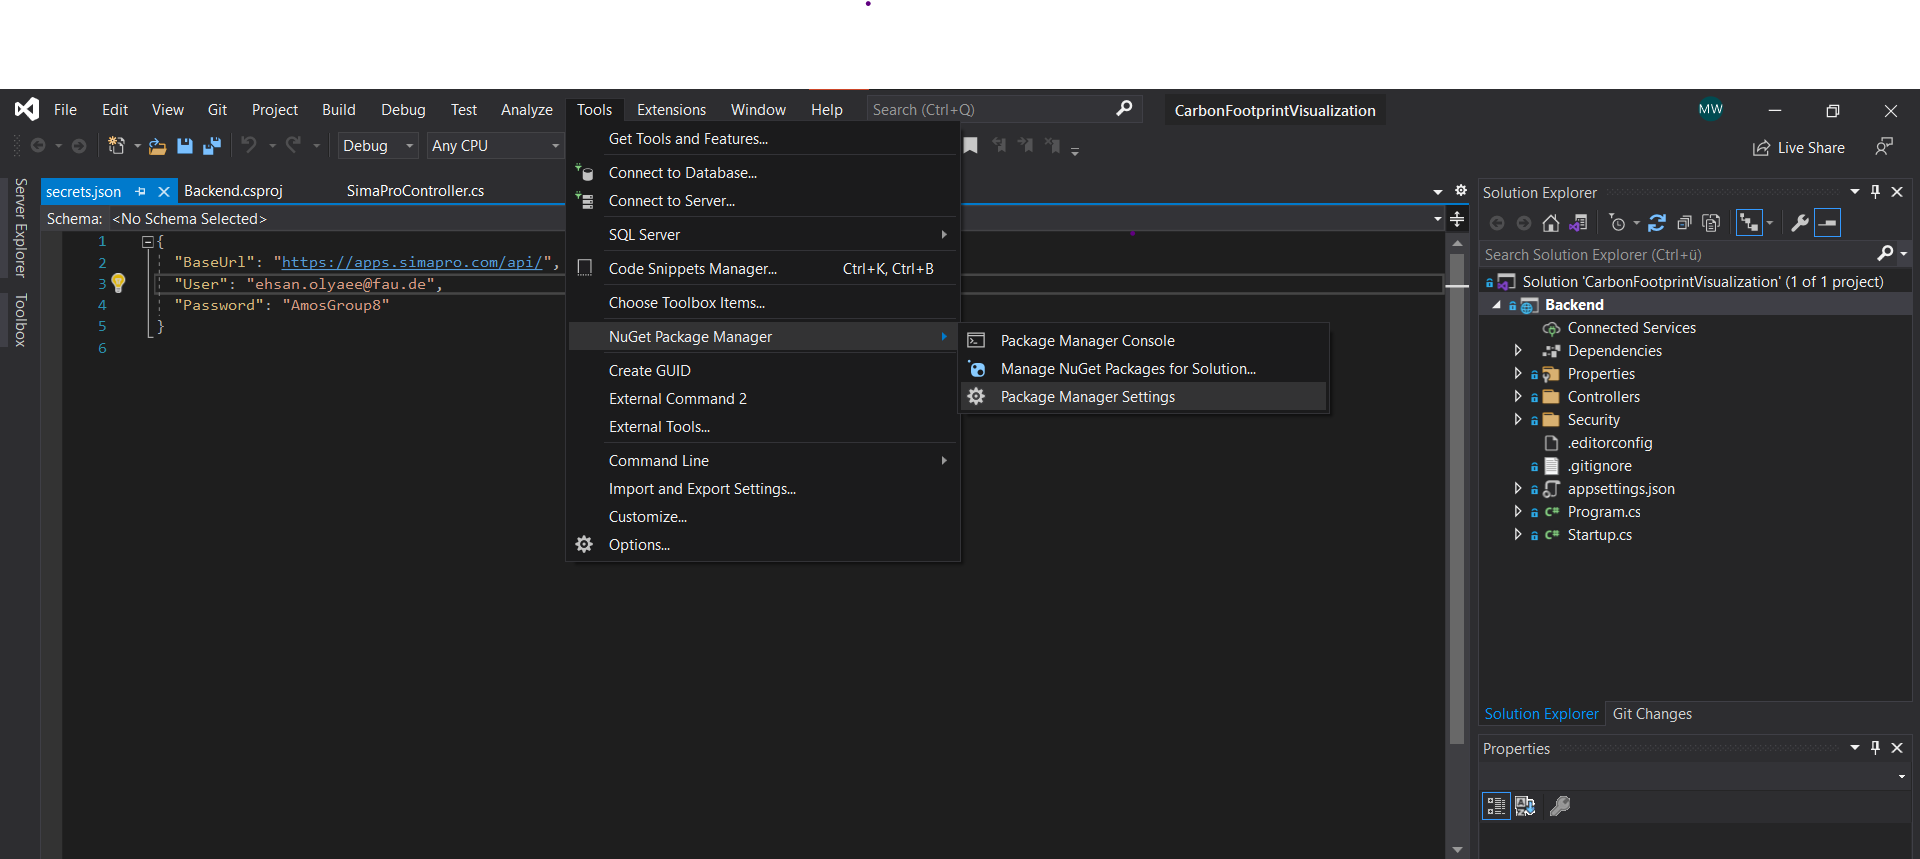 File Edit View Git Project Build Debug Test Analyze Tools Extensions Window Help Search (Ctrl+Q) CarbonFootprintVisualization MW
Debug Any CPU Live Share
secrets.json Backend.csproj SimaProController.cs
Schema: <No Schema Selected>
Server Explorer
Toolbox
1 {
2 "BaseUrl": "https://apps.simapro.com/api/",
3 "User": "ehsan.olyaee@fau.de",
4 "Password": "AmosGroup8"
5 }
6
Get Tools and Features...
Connect to Database...
Connect to Server...
SQL Server
Code Snippets Manager... Ctrl+K, Ctrl+B
Choose Toolbox Items...
NuGet Package Manager
Create GUID
External Command 2
External Tools...
Command Line
Import and Export Settings...
Customize...
Options...
Package Manager Console
Manage NuGet Packages for Solution...
Package Manager Settings
Solution Explorer
Search Solution Explorer (Ctrl+ü)
Solution 'CarbonFootprintVisualization' (1 of 1 project)
Backend
Connected Services
Dependencies
Properties
Controllers
Security
.editorconfig
.gitignore
appsettings.json
C# Program.cs
C# Startup.cs
Solution Explorer Git Changes
Properties